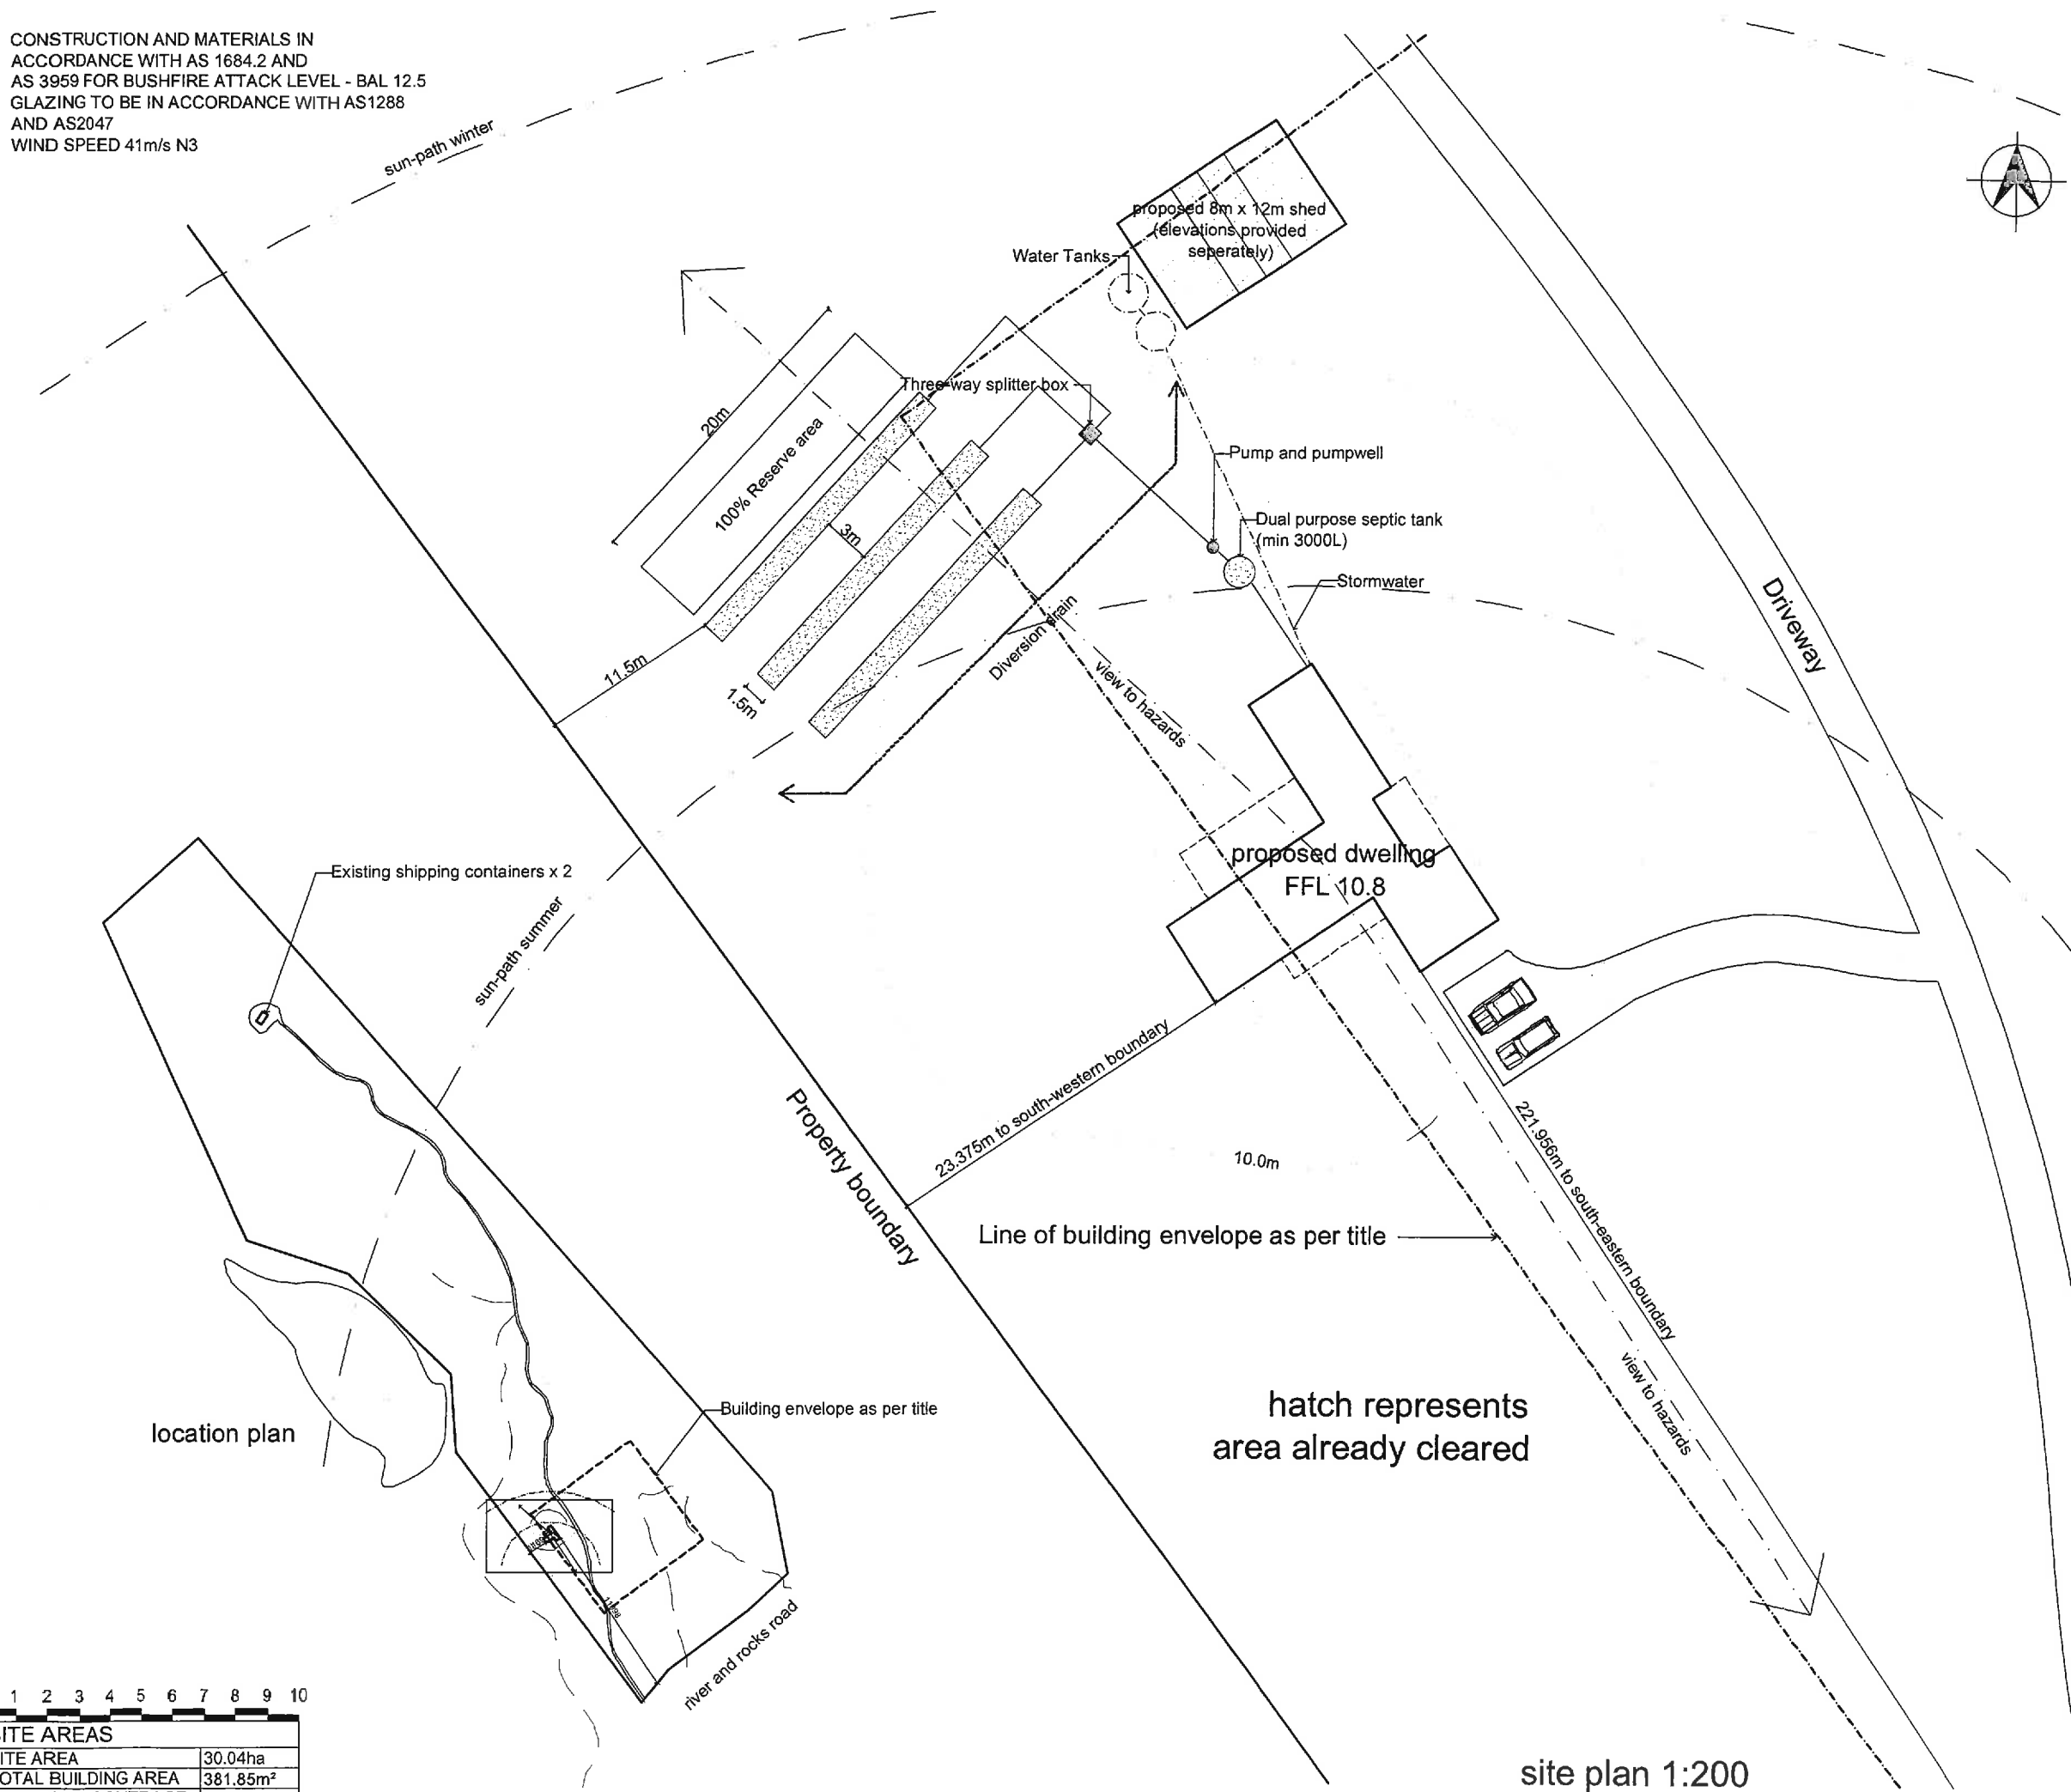 CONSTRUCTION AND MATERIALS IN
ACCORDANCE WITH AS 1684.2 AND
AS 3959 FOR BUSHFIRE ATTACK LEVEL - BAL 12.5
GLAZING TO BE IN ACCORDANCE WITH AS1288
AND AS2047
WIND SPEED 41m/s N3
sun-path winter
proposed 8m x 12m shed
(elevations provided
seperately)
Water Tanks
Three-way splitter box
20m
100% Reserve area
3m
Pump and pumpwell
Dual purpose septic tank
(min 3000L)
Stormwater
Driveway
Diversion drain
11.5m
1.5m
view to hazards
proposed dwelling
FFL 10.8
Existing shipping containers x 2
sun-path summer
Property boundary
23.375m to south-western boundary
10.0m
221.956m to south-eastern boundary
Line of building envelope as per title
view to hazards
hatch represents
area already cleared
Building envelope as per title
location plan
river and rocks road
1 2 3 4 5 6 7 8 9 10
ITE AREAS
ITE AREA 30.04ha
OTAL BUILDING AREA 381.85m²
site plan 1:200